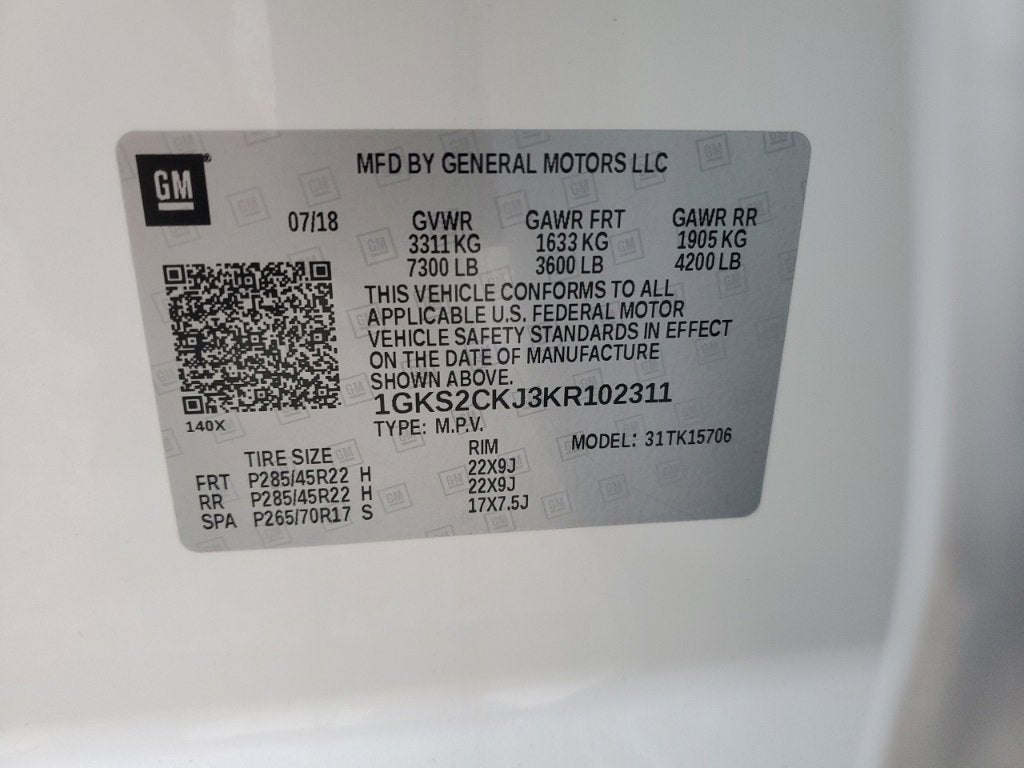 GM
MFD BY GENERAL MOTORS LLC
07/18 GVWR GAWR FRT GAWR RR
3311 KG 1633 KG 1905 KG
7300 LB 3600 LB 4200 LB
THIS VEHICLE CONFORMS TO ALL
APPLICABLE U.S. FEDERAL MOTOR
VEHICLE SAFETY STANDARDS IN EFFECT
ON THE DATE OF MANUFACTURE
SHOWN ABOVE.
1GKS2CKJ3KR102311
140X
TYPE: M.P.V. MODEL: 31TK15706
TIRE SIZE RIM
FRT P285/45R22 H 22X9J
RR P285/45R22 H 22X9J
SPA P265/70R17 S 17X7.5J